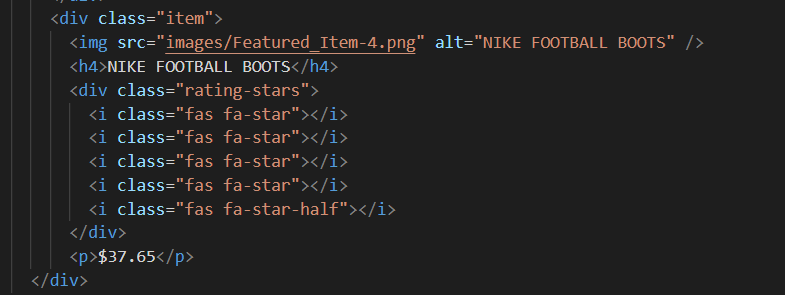 </div>
<div class="item">
<img src="images/Featured_Item-4.png" alt="NIKE FOOTBALL BOOTS" />
<h4>NIKE FOOTBALL BOOTS</h4>
<div class="rating-stars">
<i class="fas fa-star"></i>
<i class="fas fa-star"></i>
<i class="fas fa-star"></i>
<i class="fas fa-star"></i>
<i class="fas fa-star-half"></i>
</div>
<p>$37.65</p>
</div>